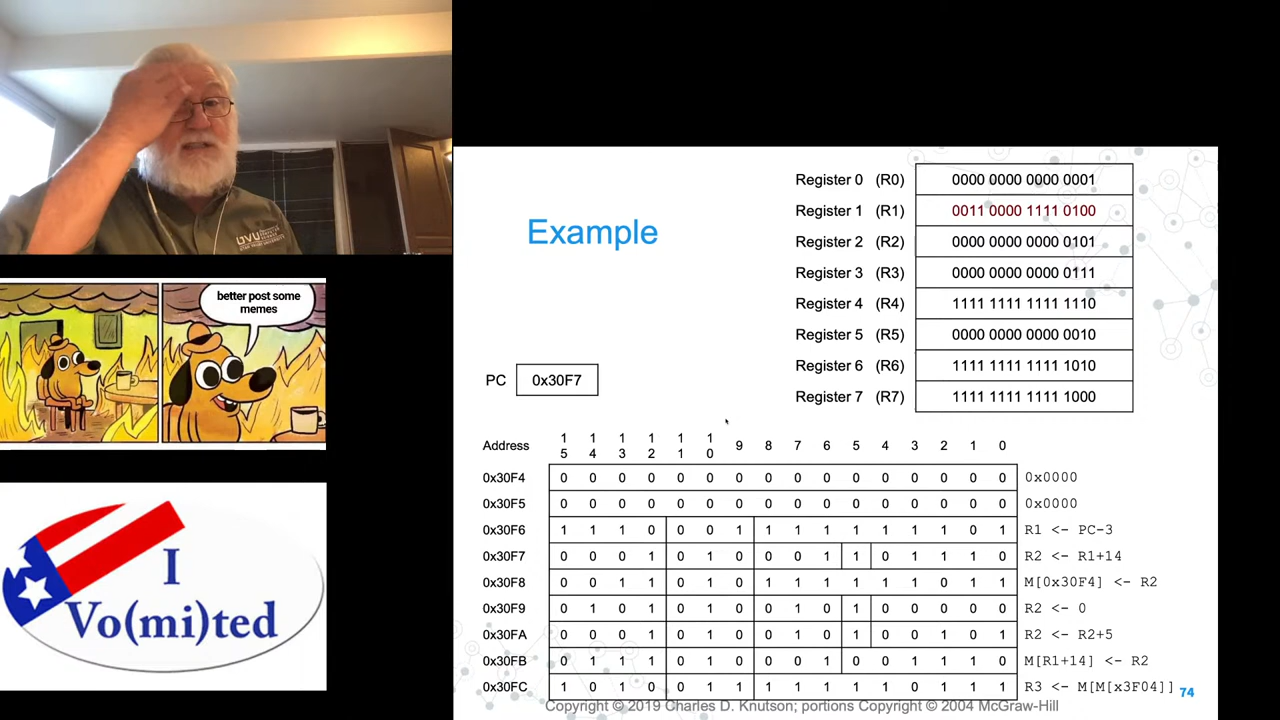 UVU
better post some
memes
I
Vo(mi)ted
Example
Register 0 (R0) 0000 0000 0000 0001
Register 1 (R1) 0011 0000 1111 0100
Register 2 (R2) 0000 0000 0000 0101
Register 3 (R3) 0000 0000 0000 0111
Register 4 (R4) 1111 1111 1111 1110
Register 5 (R5) 0000 0000 0000 0010
Register 6 (R6) 1111 1111 1111 1010
Register 7 (R7) 1111 1111 1111 1000
PC 0x30F7
Address 15 14 13 12 11 10 9 8 7 6 5 4 3 2 1 0
0x30F4 0 0 0 0 0 0 0 0 0 0 0 0 0 0 0 0 0x0000
0x30F5 0 0 0 0 0 0 0 0 0 0 0 0 0 0 0 0 0x0000
0x30F6 1 1 1 0 0 0 1 1 1 1 1 1 1 1 0 1 R1 <- PC-3
0x30F7 0 0 0 1 0 1 0 0 0 1 1 0 1 1 1 0 R2 <- R1+14
0x30F8 0 0 1 1 0 1 0 1 1 1 1 1 1 0 1 1 M[0x30F4] <- R2
0x30F9 0 1 0 1 0 1 0 0 1 0 1 0 0 0 0 0 R2 <- 0
0x30FA 0 0 0 1 0 1 0 0 1 0 1 0 0 1 0 1 R2 <- R2+5
0x30FB 0 1 1 1 0 1 0 0 0 1 0 0 1 1 1 0 M[R1+14] <- R2
0x30FC 1 0 1 0 0 1 1 1 1 1 1 1 0 1 1 1 R3 <- M[M[x3F04]]
74
Copyright © 2019 Charles D. Knutson; portions Copyright © 2004 McGraw-Hill